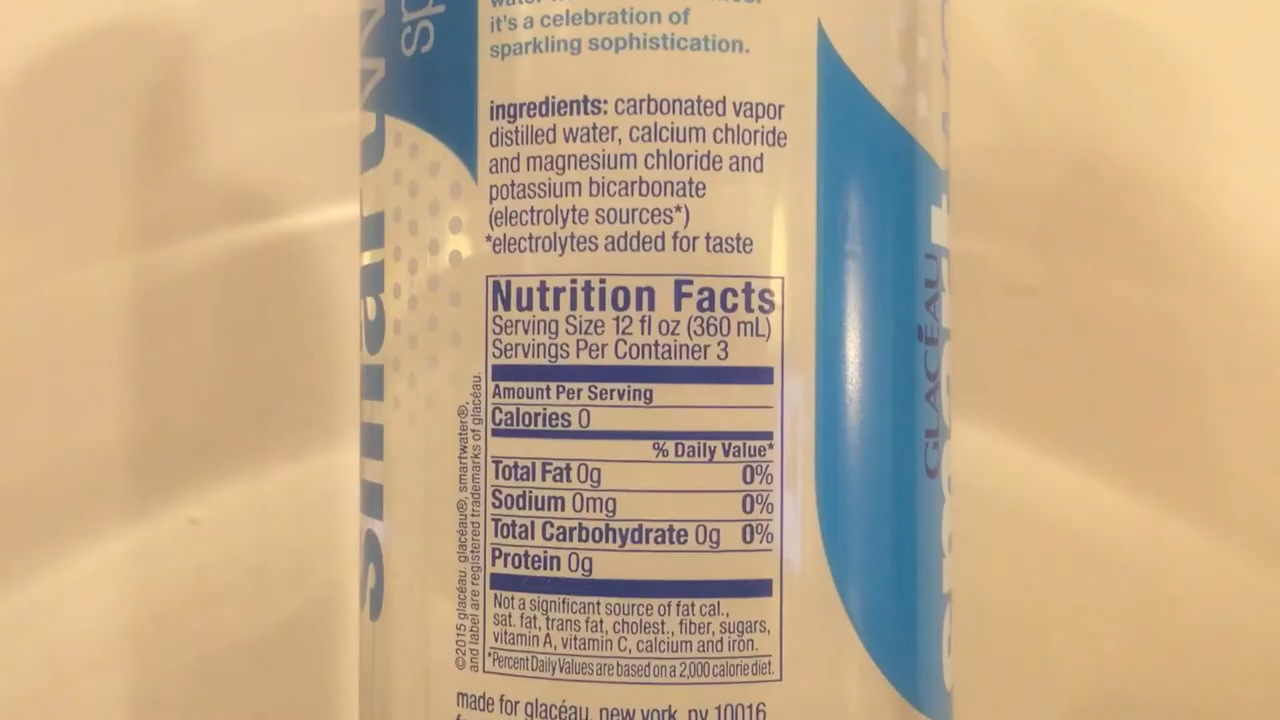 it's a celebration of
sparkling sophistication.
ingredients: carbonated vapor
distilled water, calcium chloride
and magnesium chloride and
potassium bicarbonate
(electrolyte sources*)
*electrolytes added for taste
Nutrition Facts
Serving Size 12 fl oz (360 mL)
Servings Per Container 3
Amount Per Serving
Calories 0
% Daily Value*
Total Fat 0g 0%
Sodium 0mg 0%
Total Carbohydrate 0g 0%
Protein 0g
Not a significant source of fat cal.,
sat. fat, trans fat, cholest., fiber, sugars,
vitamin A, vitamin C, calcium and iron.
*Percent Daily Values are based on a 2,000 calorie diet.
©2015 glacéau. glacéau®, smartwater®,
and label are registered trademarks of glacéau.
made for glacéau, new york, ny 10016
GLACÉAU